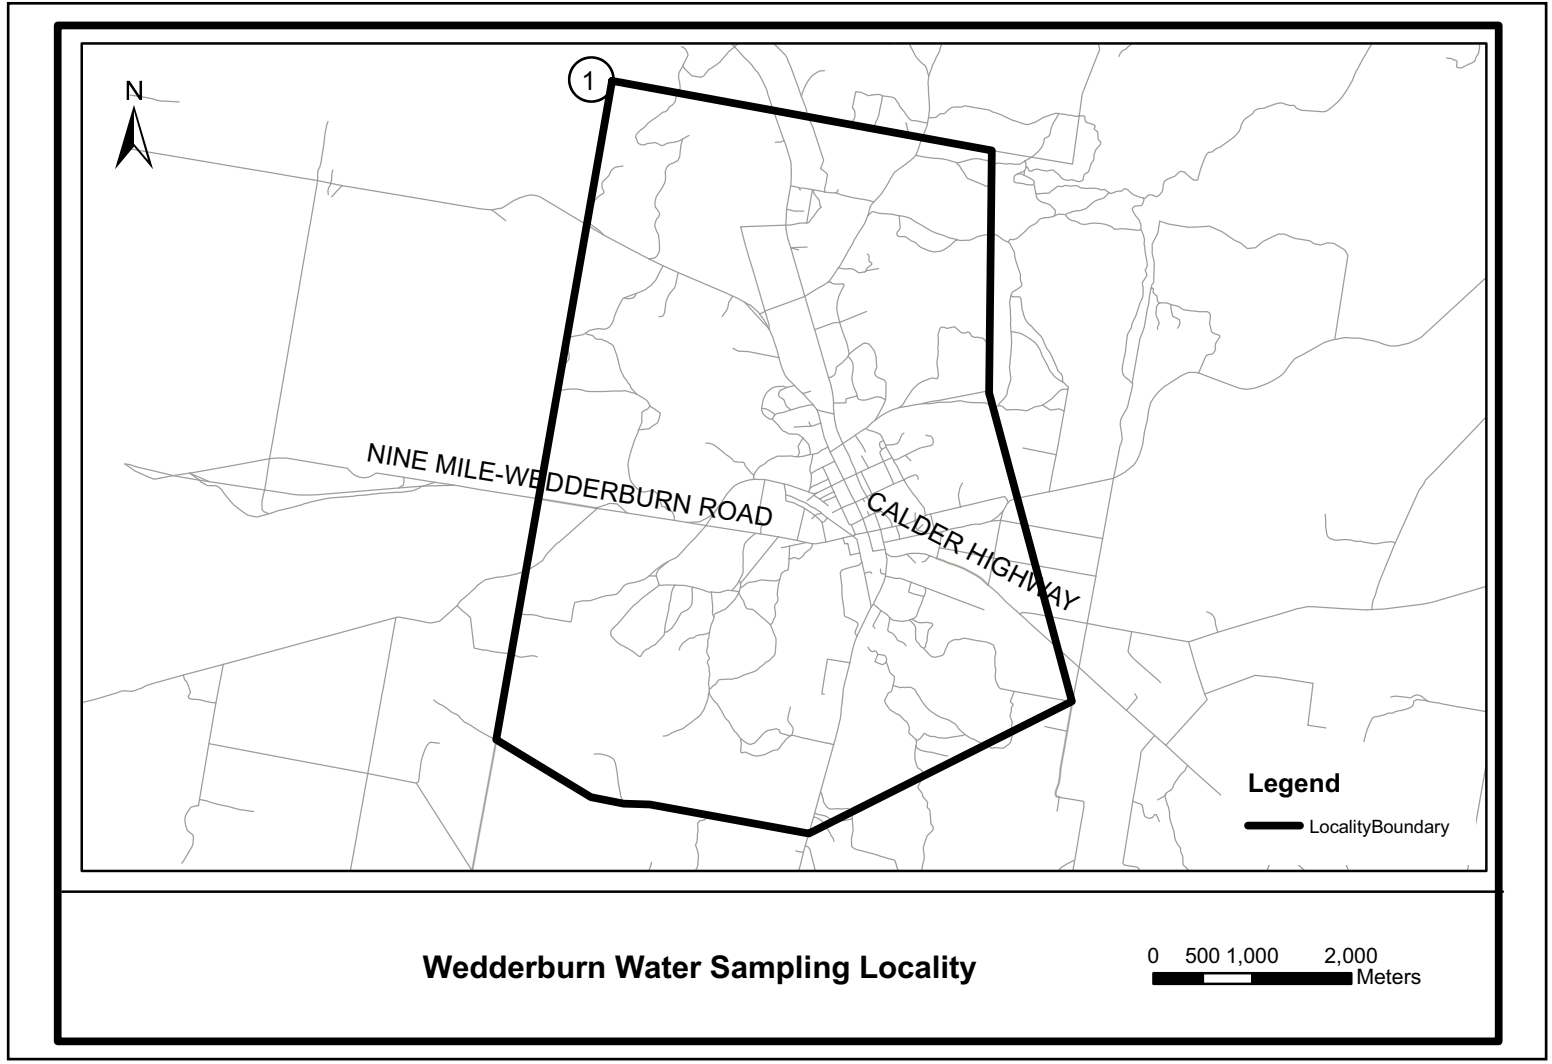 1
N
NINE MILE-WEDDERBURN ROAD
CALDER HIGHWAY
Legend
LocalityBoundary
Wedderburn Water Sampling Locality
0 500 1,000 2,000
Meters